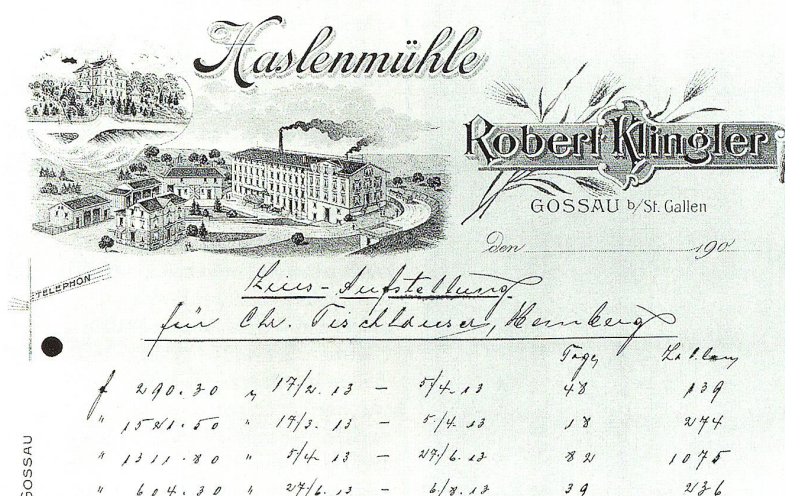 Haslenmühle
Robert Klingler
GOSSAU b/St. Gallen
Den 190
TELEPHON
Zins-Aufstellung
für Chr. Tischhauser, Hemberg
Tage
f 290.30 " 17/2. 13 – 5/4. 13 48 139
" 1521.50 " 17/3. 13 – 5/4. 13 18 274
" 1311.80 " 5/4 13 – 27/6. 13 82 1075
" 604.30 " 27/6. 13 – 6/8. 13 39 236
GOSSAU